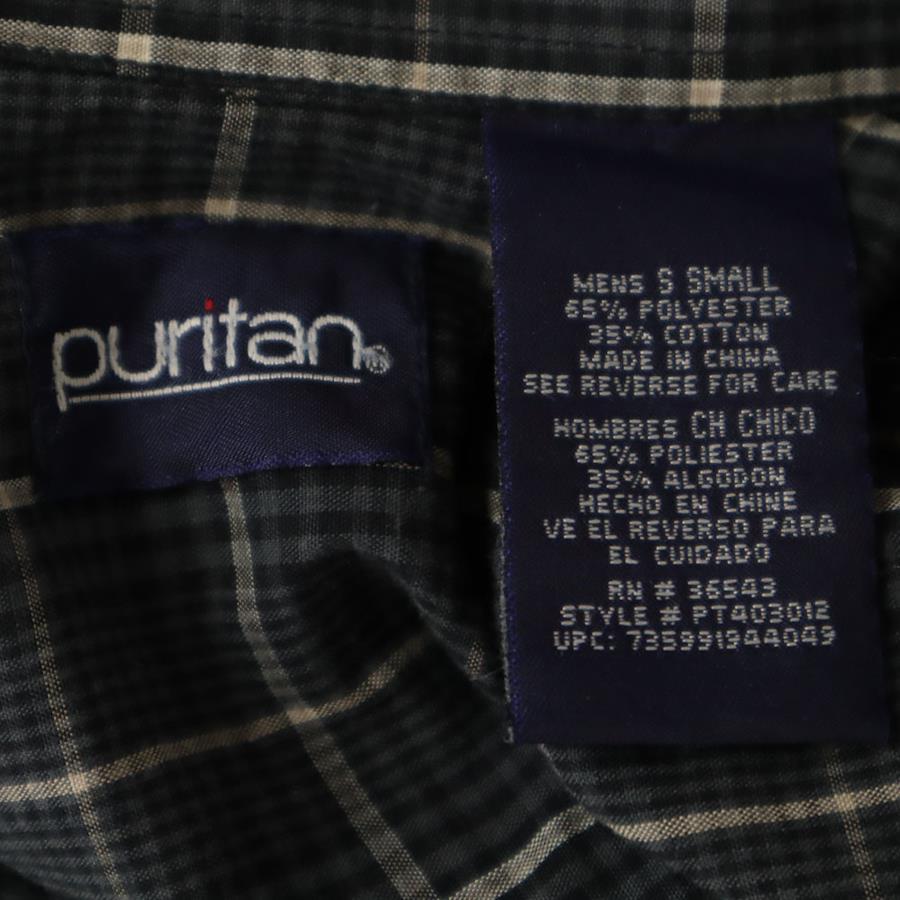 puritan®
MENS S SMALL
65% POLYESTER
35% COTTON
MADE IN CHINA
SEE REVERSE FOR CARE
HOMBRES CH CHICO
65% POLIESTER
35% ALGODON
HECHO EN CHINE
VE EL REVERSO PARA
EL CUIDADO
RN # 36543
STYLE # PT403012
UPC: 735991944049